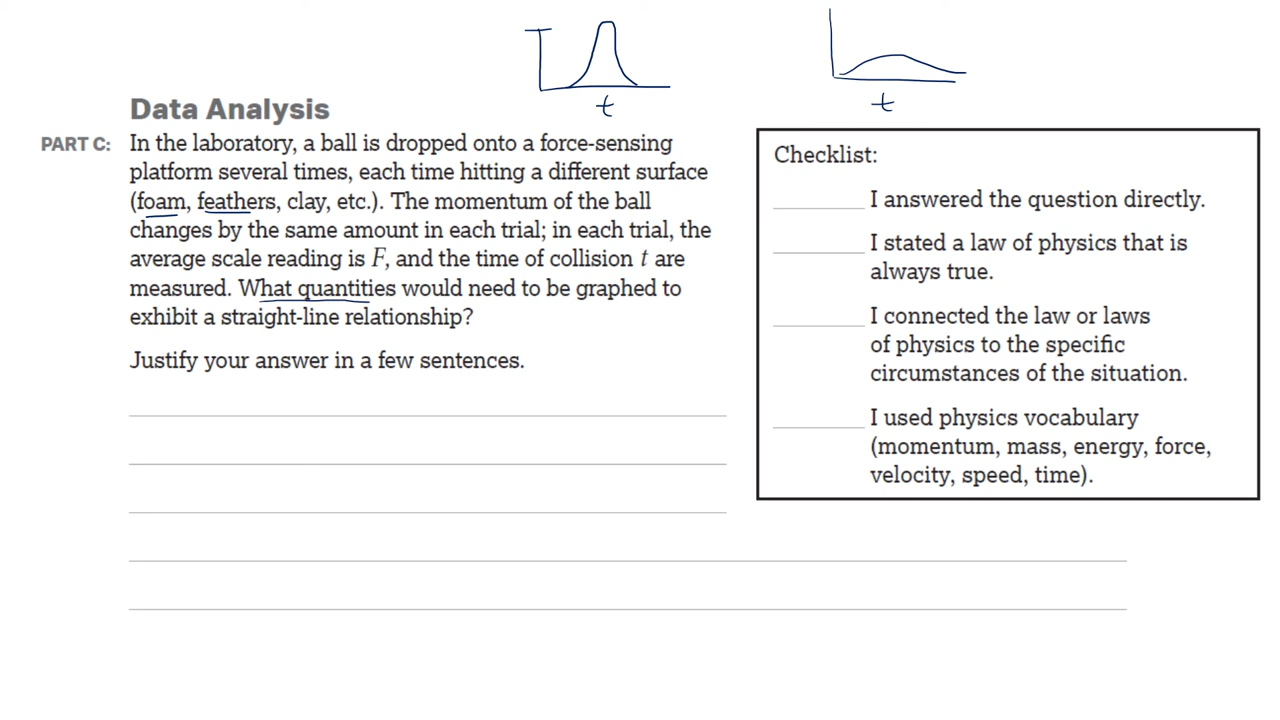 t
t
Data Analysis
PART C:
In the laboratory, a ball is dropped onto a force-sensing
platform several times, each time hitting a different surface
(foam, feathers, clay, etc.). The momentum of the ball
changes by the same amount in each trial; in each trial, the
average scale reading is F, and the time of collision t are
measured. What quantities would need to be graphed to
exhibit a straight-line relationship?
Justify your answer in a few sentences.
Checklist:
I answered the question directly.
I stated a law of physics that is
always true.
I connected the law or laws
of physics to the specific
circumstances of the situation.
I used physics vocabulary
(momentum, mass, energy, force,
velocity, speed, time).